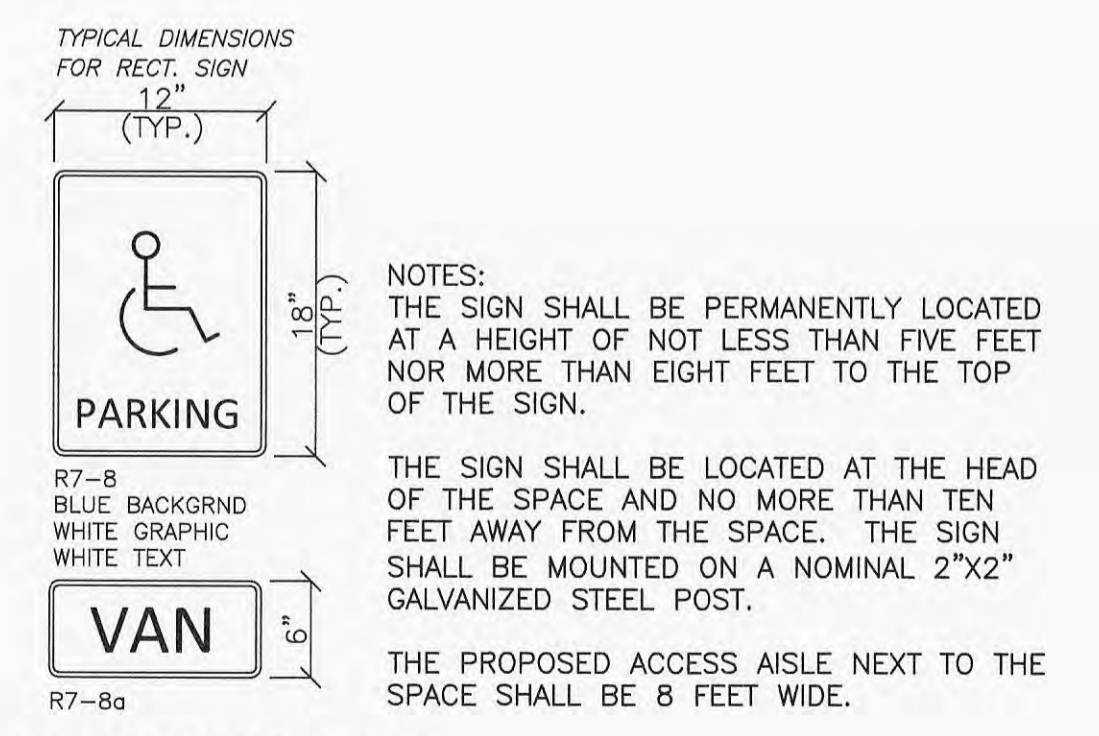 TYPICAL DIMENSIONS
FOR RECT. SIGN
12"
(TYP.)
18"
(TYP.)
PARKING
R7-8
BLUE BACKGRND
WHITE GRAPHIC
WHITE TEXT
VAN
6"
R7-8a
NOTES:
THE SIGN SHALL BE PERMANENTLY LOCATED
AT A HEIGHT OF NOT LESS THAN FIVE FEET
NOR MORE THAN EIGHT FEET TO THE TOP
OF THE SIGN.
THE SIGN SHALL BE LOCATED AT THE HEAD
OF THE SPACE AND NO MORE THAN TEN
FEET AWAY FROM THE SPACE. THE SIGN
SHALL BE MOUNTED ON A NOMINAL 2"X2"
GALVANIZED STEEL POST.
THE PROPOSED ACCESS AISLE NEXT TO THE
SPACE SHALL BE 8 FEET WIDE.